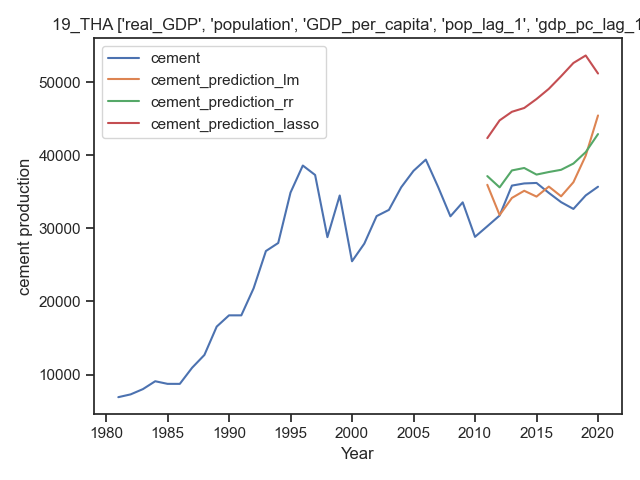 19_THA ['real_GDP', 'population', 'GDP_per_capita', 'pop_lag_1', 'gdp_pc_lag_1
cement
cement_prediction_lm
cement_prediction_rr
cement_prediction_lasso
50000
40000
30000
20000
10000
cement production
1980 1985 1990 1995 2000 2005 2010 2015 2020
Year